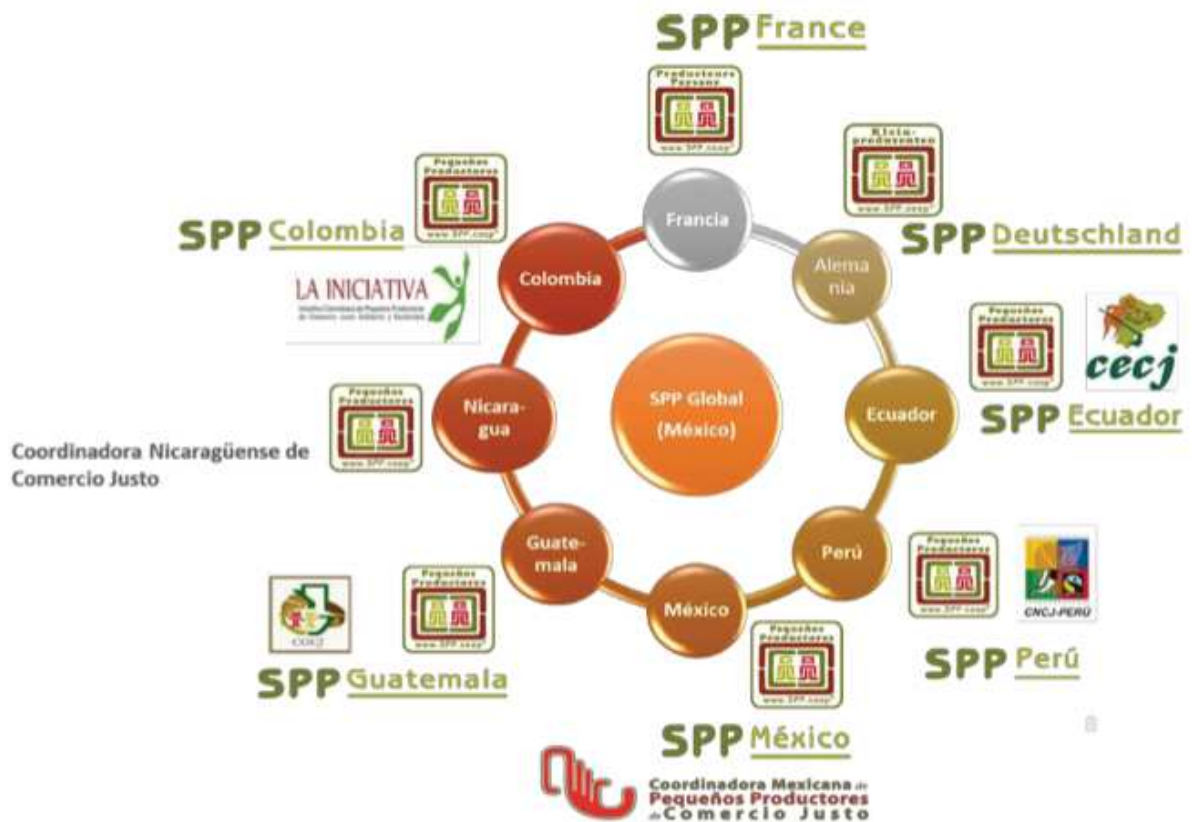 SPP France
Producteurs
Paysans
www.SPP.coop
Klein-
produzenten
www.SPP.coop
Pequeños
Productores
www.SPP.coop
SPP Colombia
Francia
SPP Deutschland
LA INICIATIVA
de Comercio Justo
Colombia
Alema
nia
Pequeños
Productores
www.SPP.coop
cecj
SPP Ecuador
Pequeños
Productores
www.SPP.coop
Nicara-
gua
SPP Global
(México)
Ecuador
Coordinadora Nicaragüense de
Comercio Justo
Guate-
mala
Perú
Pequeños
Productores
www.SPP.coop
CNCJ-PERÚ
SPP Perú
México
Pequeños
Productores
www.SPP.coop
SPP Guatemala
Pequeños
Productores
www.SPP.coop
SPP México
Coordinadora Mexicana de
Pequeños Productores
de Comercio Justo
a